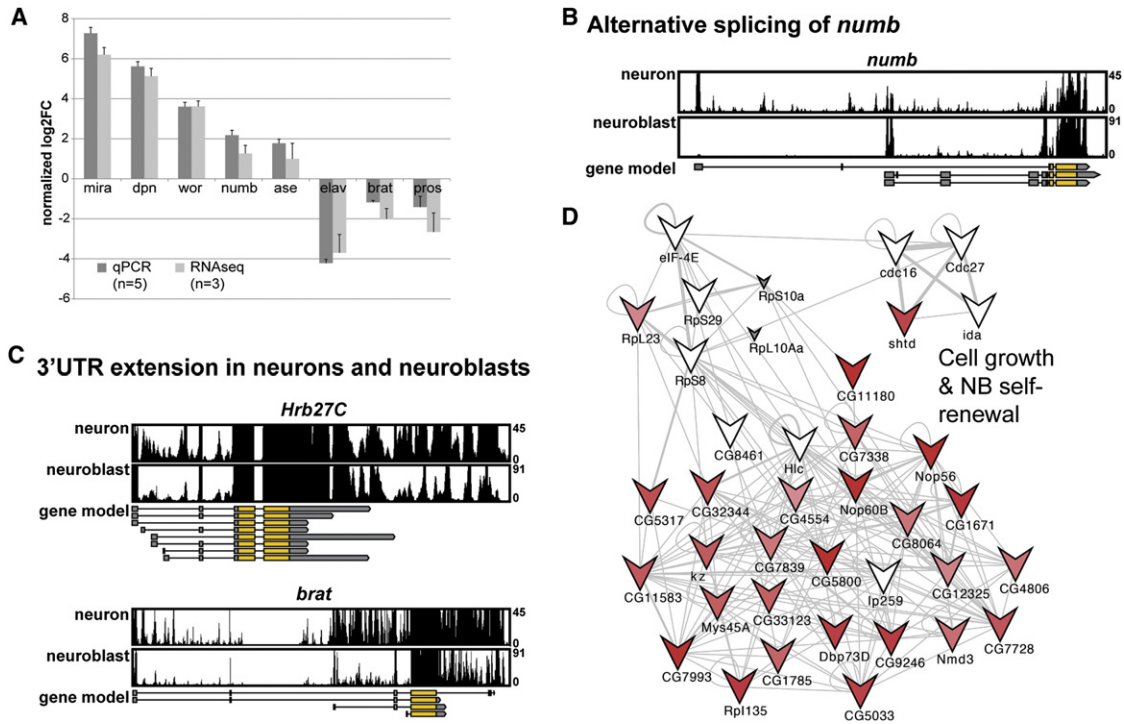 A
normalized log2FC
8
6
4
2
0
-2
-4
-6
mira dpn wor numb ase elav brat pros
qPCR (n=5)
RNAseq (n=3)
B Alternative splicing of numb
numb
neuron 45 0
neuroblast 91 0
gene model
C 3'UTR extension in neurons and neuroblasts
Hrb27C
neuron 45 0
neuroblast 91 0
gene model
brat
neuron 45 0
neuroblast 91 0
gene model
D
eIF-4E
cdc16 Cdc27
RpS10a
RpS29
RpL23
RpL10Aa
shtd ida
RpS8
Cell growth
& NB self-
renewal
CG11180
CG8461 Hlc CG7338
Nop56
CG5317 CG32344 CG4554 Nop60B CG1671
CG8064
kz CG7839 CG5800
CG11583 Ip259 CG12325 CG4806
Mys45A CG33123
CG7993 CG1785 Dbp73D CG9246 Nmd3 CG7728
RpI135 CG5033